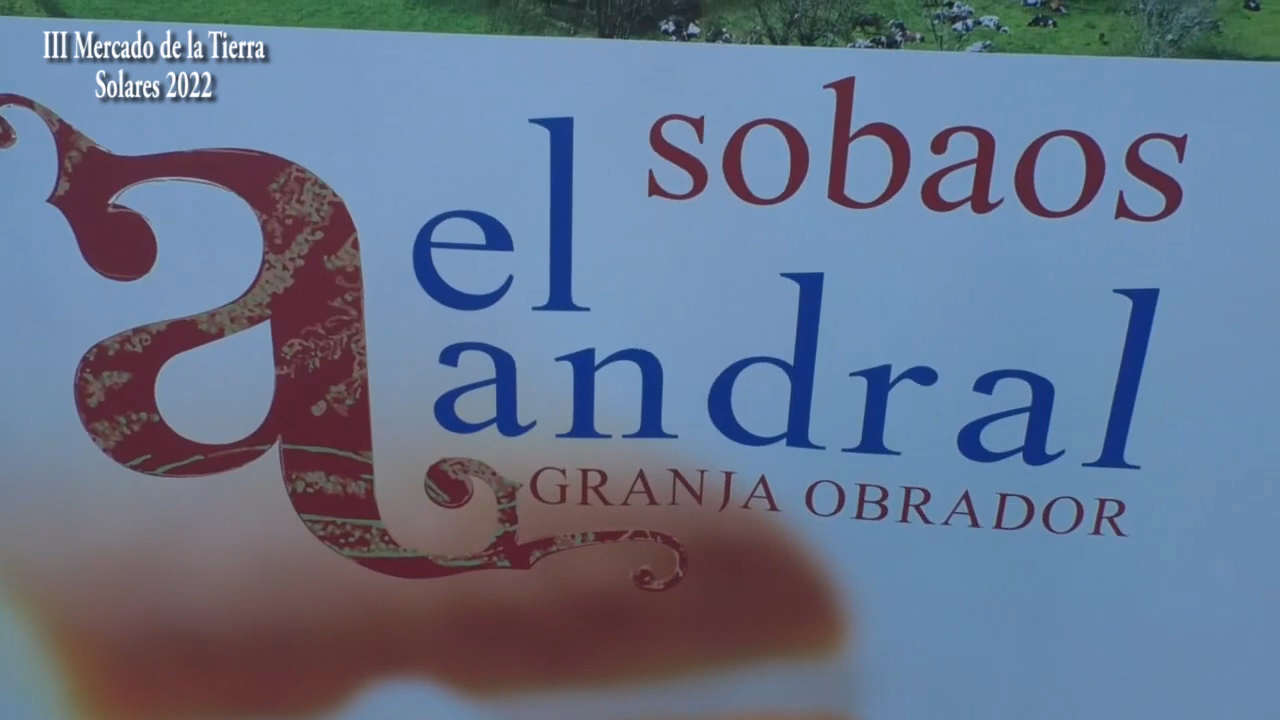 III Mercado de la Tierra
Solares 2022
sobaos
a el
andral
GRANJA OBRADOR